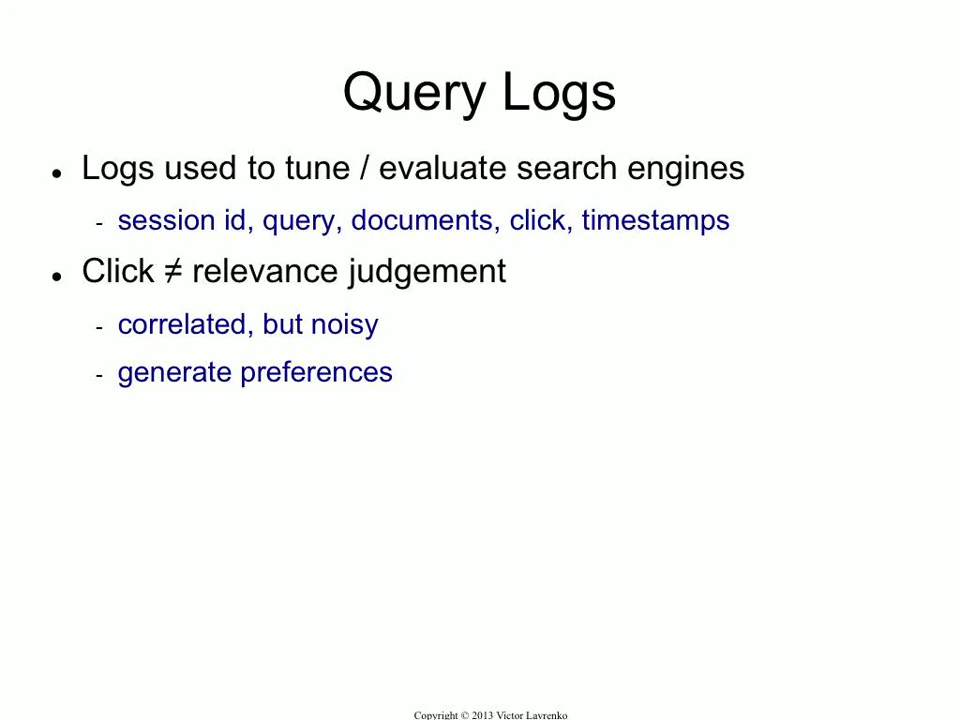 Query Logs
● Logs used to tune / evaluate search engines
- session id, query, documents, click, timestamps
● Click ≠ relevance judgement
- correlated, but noisy
- generate preferences
Copyright © 2013 Victor Lavrenko